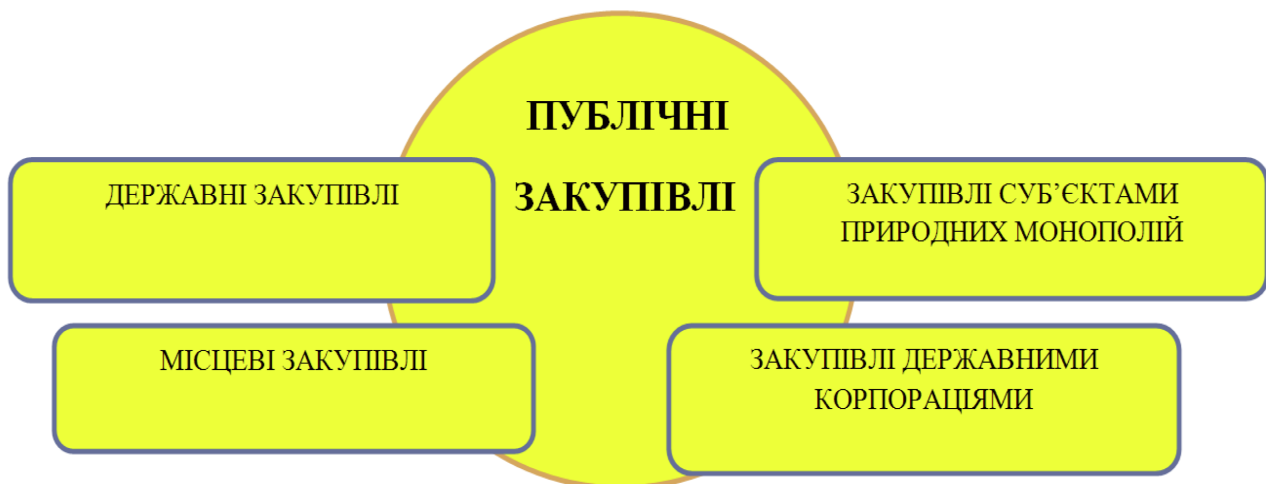 ПУБЛІЧНІ
ЗАКУПІВЛІ
ДЕРЖАВНІ ЗАКУПІВЛІ
ЗАКУПІВЛІ СУБ’ЄКТАМИ
ПРИРОДНИХ МОНОПОЛІЙ
МІСЦЕВІ ЗАКУПІВЛІ
ЗАКУПІВЛІ ДЕРЖАВНИМИ
КОРПОРАЦІЯМИ